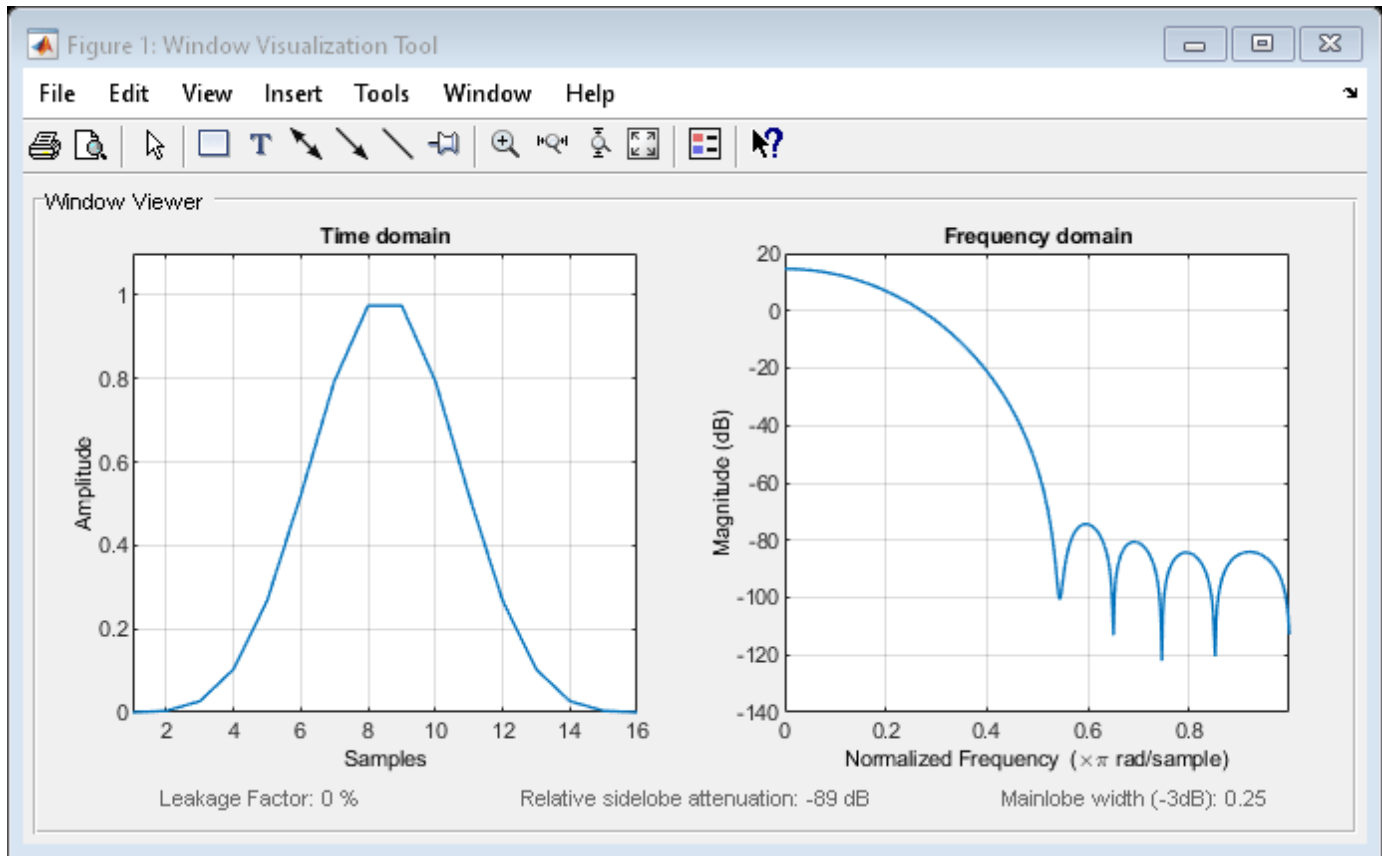 Figure 1: Window Visualization Tool
File Edit View Insert Tools Window Help
T
?
Window Viewer
Time domain
1
0.8
0.6
0.4
0.2
0
2 4 6 8 10 12 14 16
Amplitude
Samples
Frequency domain
20
0
-20
-40
-60
-80
-100
-120
-140
0 0.2 0.4 0.6 0.8
Magnitude (dB)
Normalized Frequency (×π rad/sample)
Leakage Factor: 0 % Relative sidelobe attenuation: -89 dB Mainlobe width (-3dB): 0.25